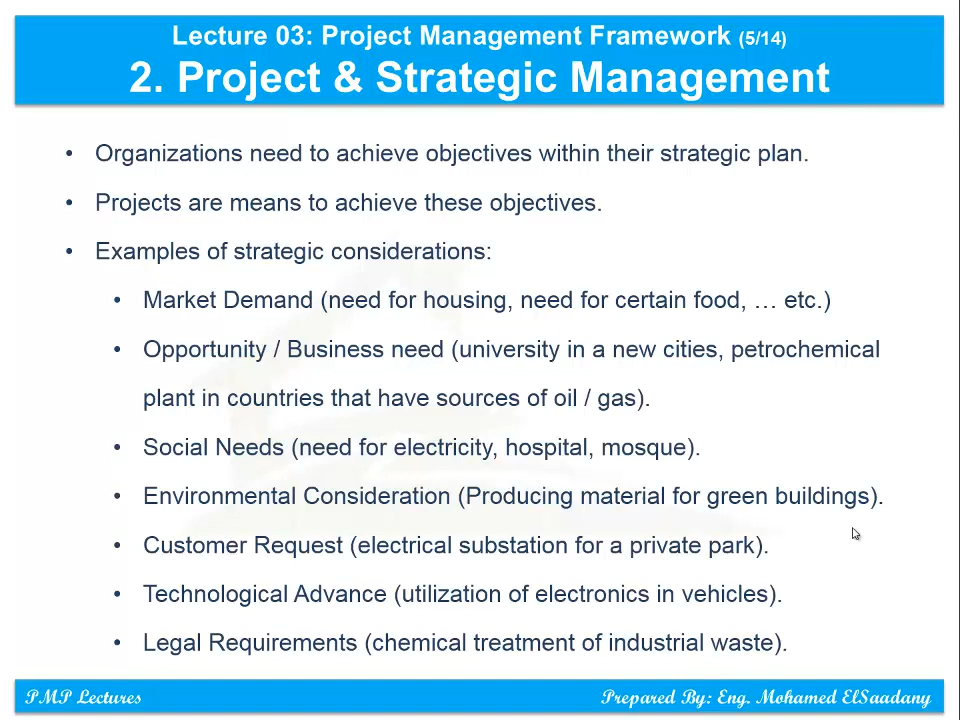 Lecture 03: Project Management Framework (5/14)
2. Project & Strategic Management
• Organizations need to achieve objectives within their strategic plan.
• Projects are means to achieve these objectives.
• Examples of strategic considerations:
• Market Demand (need for housing, need for certain food, … etc.)
• Opportunity / Business need (university in a new cities, petrochemical
plant in countries that have sources of oil / gas).
• Social Needs (need for electricity, hospital, mosque).
• Environmental Consideration (Producing material for green buildings).
• Customer Request (electrical substation for a private park).
• Technological Advance (utilization of electronics in vehicles).
• Legal Requirements (chemical treatment of industrial waste).
PMP Lectures
Prepared By: Eng. Mohamed ElSaadany